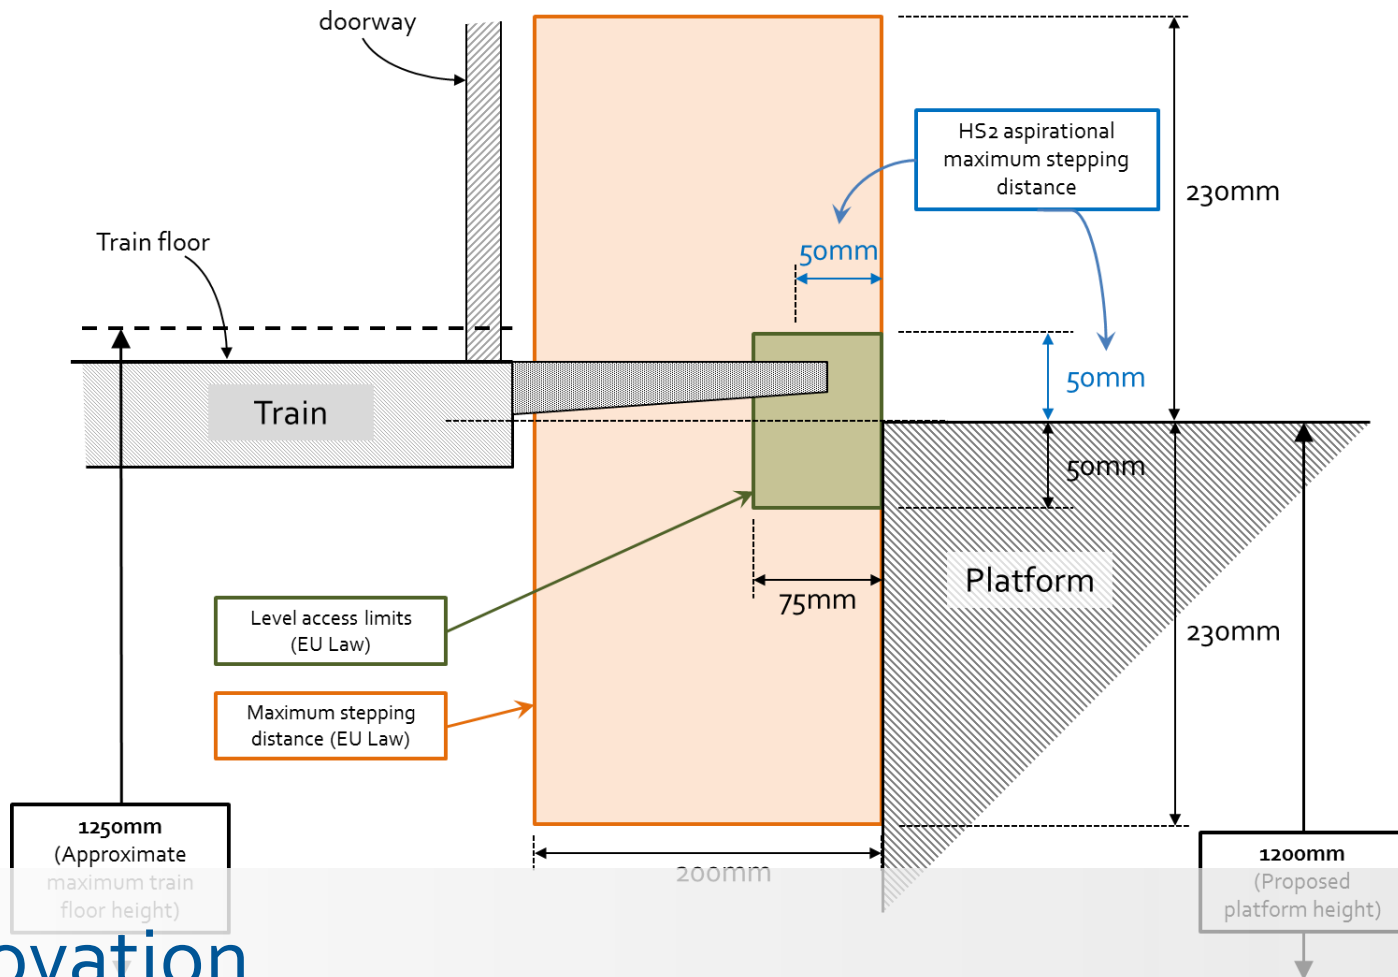 doorway
HS2 aspirational
maximum stepping
distance
230mm
Train floor
50mm
50mm
Train
50mm
Platform
75mm
Level access limits
(EU Law)
230mm
Maximum stepping
distance (EU Law)
1250mm
(Approximate
maximum train
floor height)
200mm
1200mm
(Proposed
platform height)
ovation